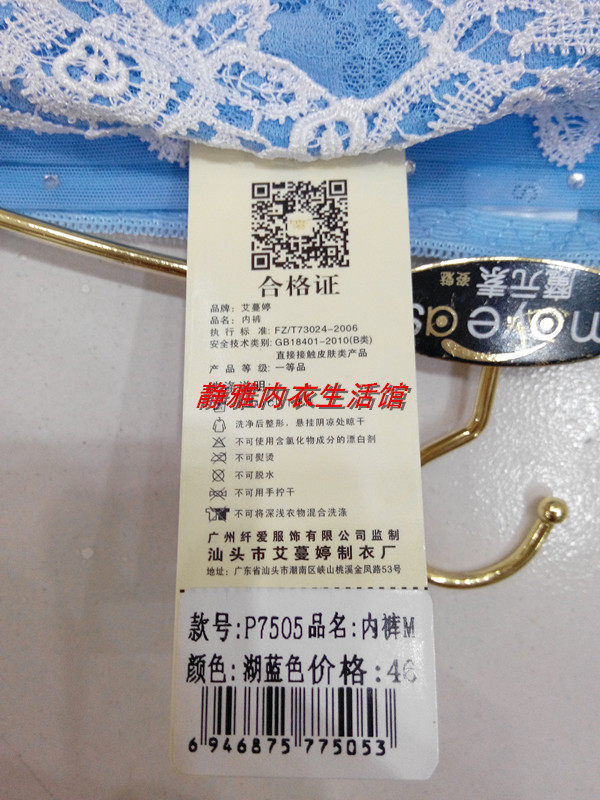 合格证
品牌: 艾蔓婷
品名: 内裤
执行标准: FZ/T73024-2006
安全技术类别: GB18401-2010(B类)
直接接触皮肤类产品
产品等级: 一等品
静雅内衣生活馆
洗净后整形，悬挂阴凉处晾干
不可使用含氯化物成分的漂白剂
不可熨烫
不可脱水
不可用手拧干
不可将深浅衣物混合洗涤
广州纤爱服饰有限公司监制
汕头市艾蔓婷制衣厂
地址: 广东省汕头市潮南区峡山桃溪金凤路53号
款号: P7505 品名: 内裤M
颜色: 湖蓝色 价格: 46
6 946875 775053
魔元素